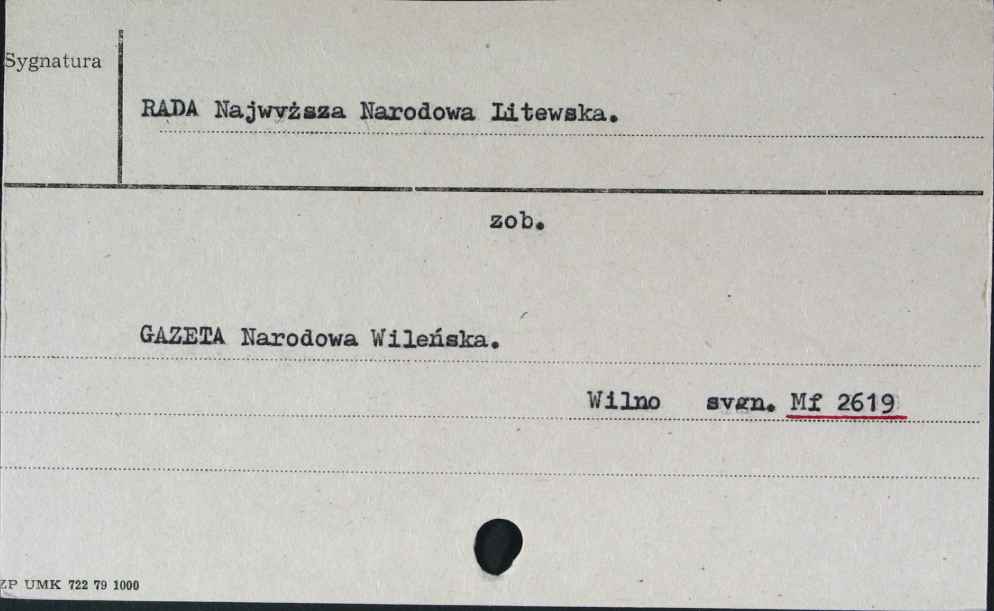 Sygnatura
RADA Najwyższa Narodowa Litewska.
zob.
GAZETA Narodowa Wileńska.
Wilno sygn. Mf 2619
ZP UMK 722 79 1000